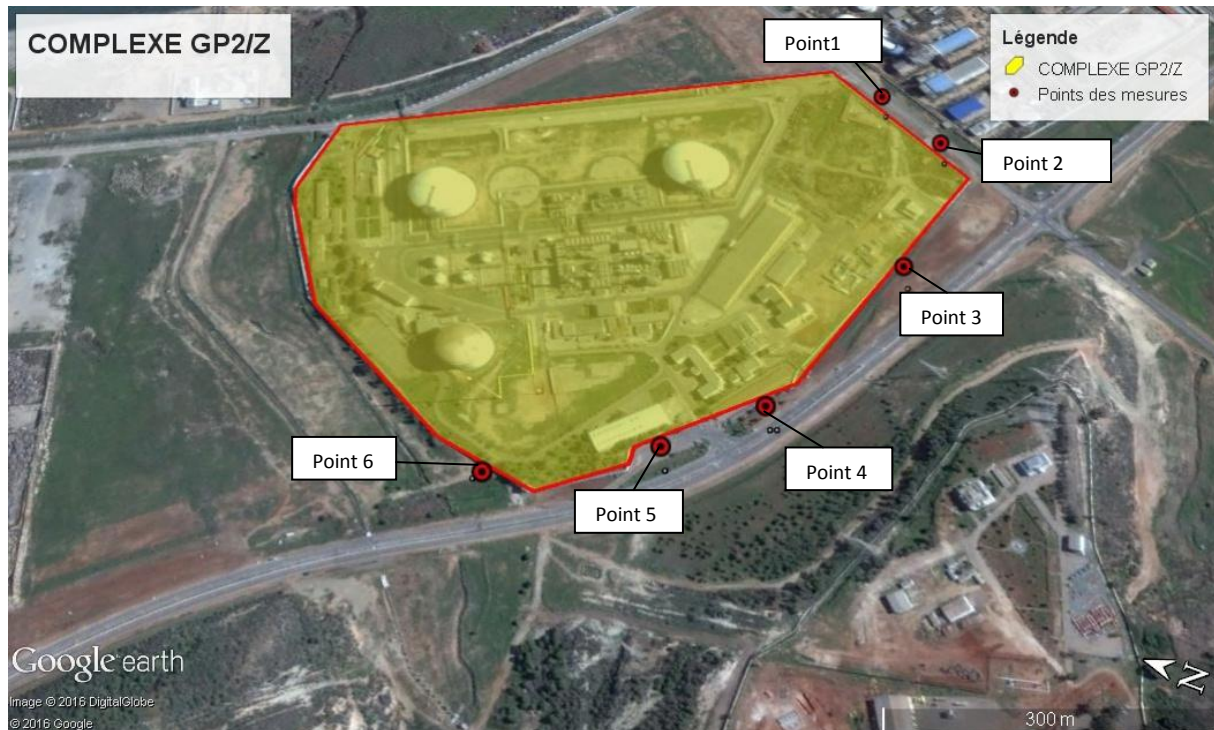 COMPLEXE GP2/Z
Point1
Légende
COMPLEXE GP2/Z
Points des mesures
Point 2
Point 3
Point 4
Point 5
Point 6
Google earth
Image © 2016 DigitalGlobe
© 2016 Google
300 m
N